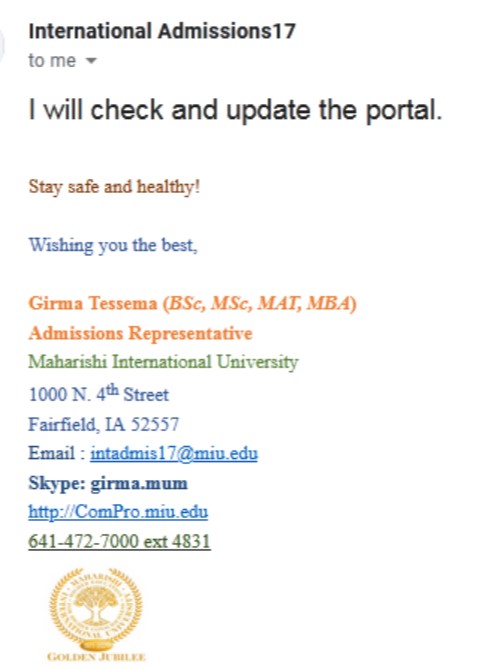 International Admissions17
to me
I will check and update the portal.
Stay safe and healthy!
Wishing you the best,
Girma Tessema (BSc, MSc, MAT, MBA)
Admissions Representative
Maharishi International University
1000 N. 4th Street
Fairfield, IA 52557
Email : intadmis17@miu.edu
Skype: girma.mum
http://ComPro.miu.edu
641-472-7000 ext 4831
MAHARISHI
INTERNATIONAL UNIVERSITY
GOLDEN JUBILEE